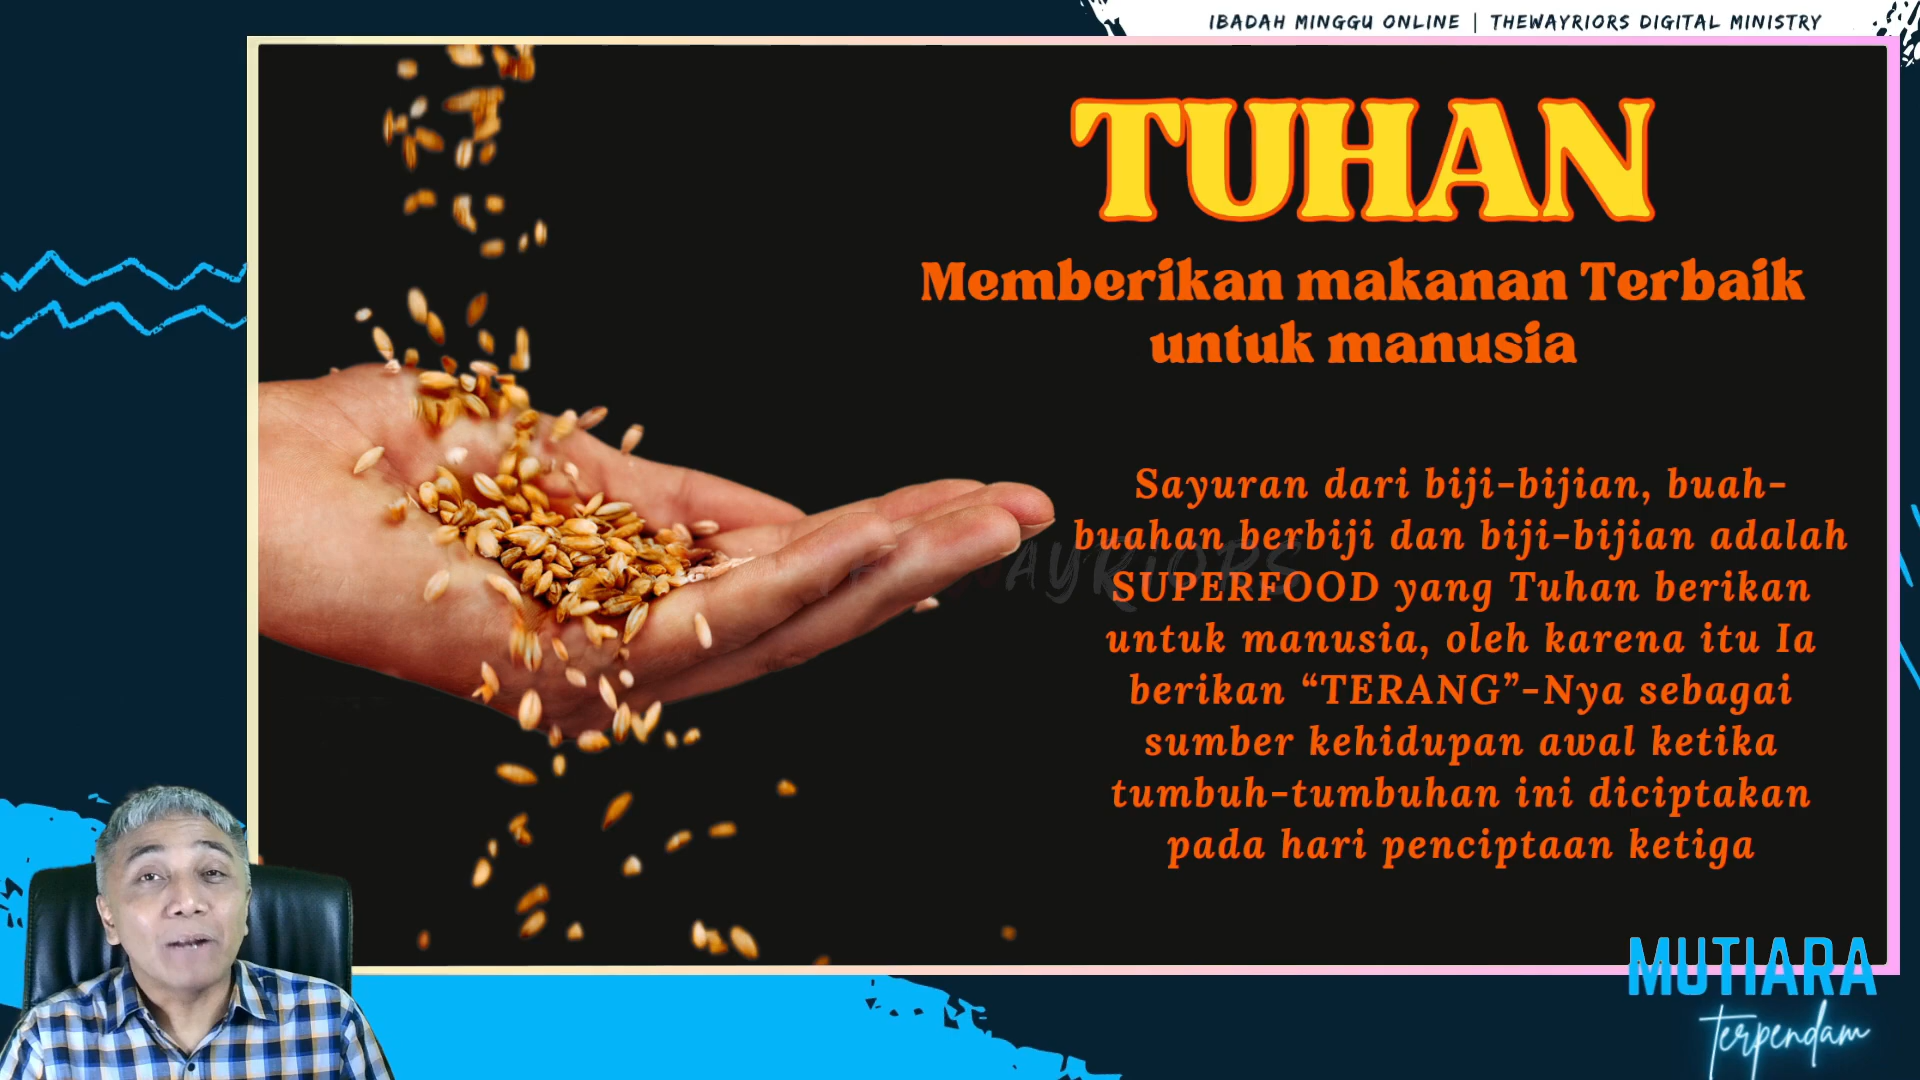 IBADAH MINGGU ONLINE | THEWAYRIORS DIGITAL MINISTRY
TUHAN
Memberikan makanan Terbaik
untuk manusia
Sayuran dari biji-bijian, buah-
buahan berbiji dan biji-bijian adalah
SUPERFOOD yang Tuhan berikan
untuk manusia, oleh karena itu Ia
berikan “TERANG”-Nya sebagai
sumber kehidupan awal ketika
tumbuh-tumbuhan ini diciptakan
pada hari penciptaan ketiga
MUTIARA
terpendam